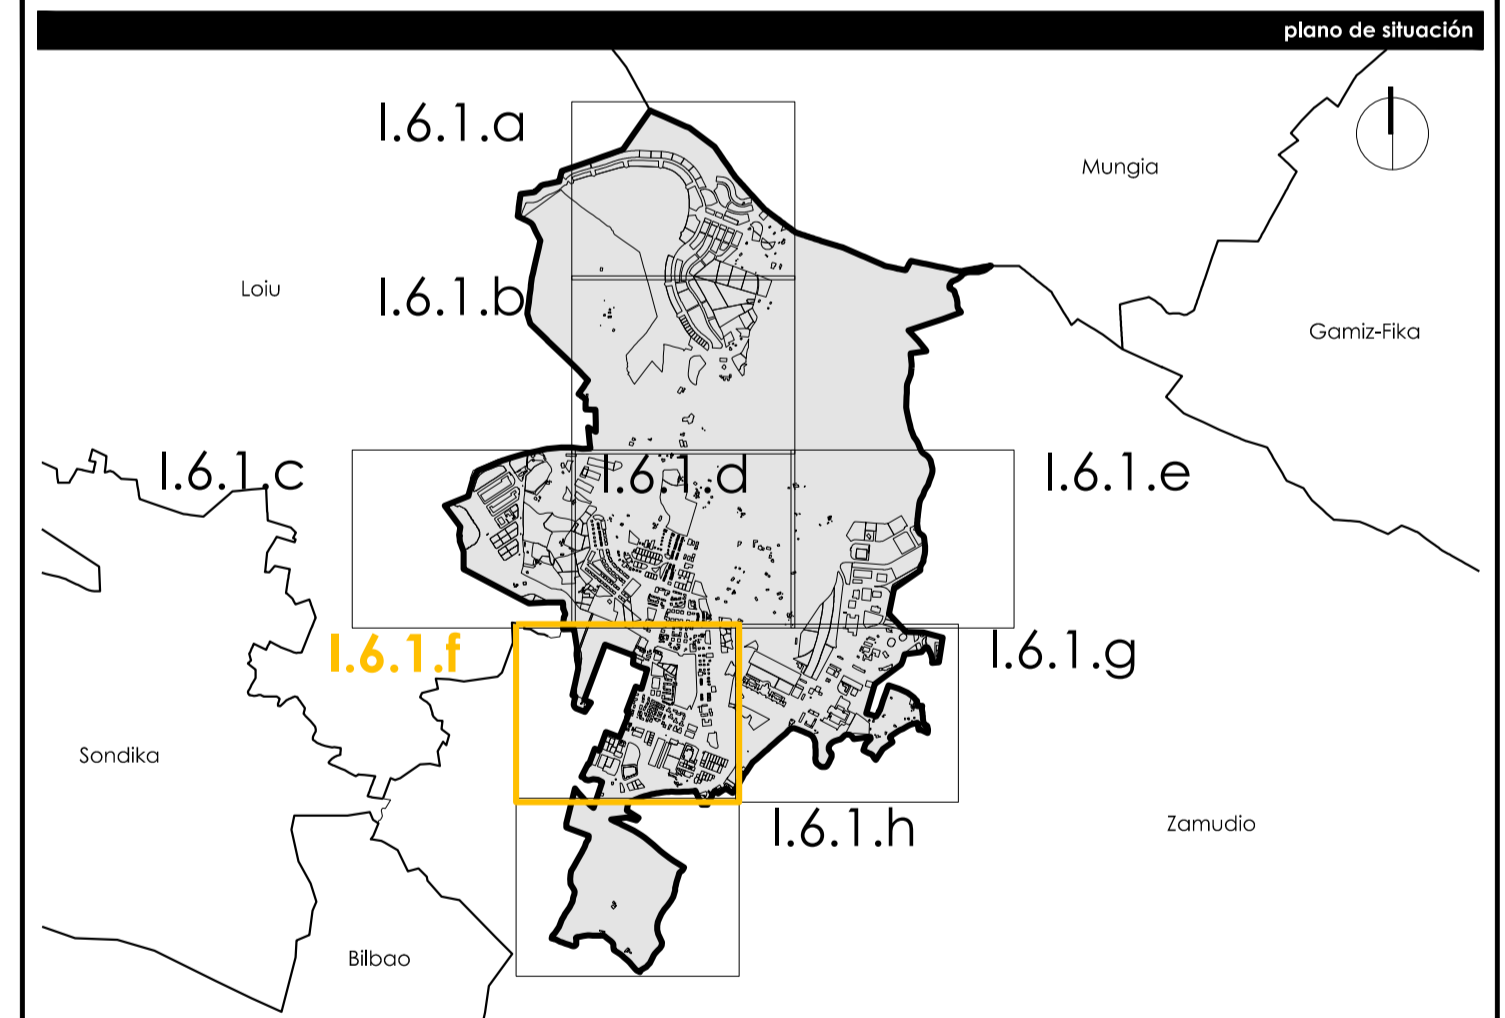 plano de situación
I.6.1.a
Mungia
Loiu
I.6.1.b
Gamiz-Fika
I.6.1.c
I.6.1.d
I.6.1.e
I.6.1.f
I.6.1.g
Sondika
I.6.1.h
Zamudio
Bilbao